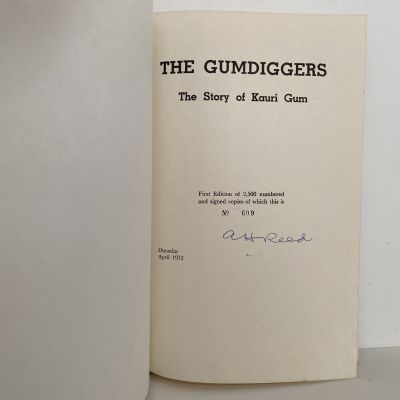 THE GUMDIGGERS
The Story of Kauri Gum
First Edition of 2,500 numbered
and signed copies of which this is
Nº 609
A H Reed
Dunedin
April 1972